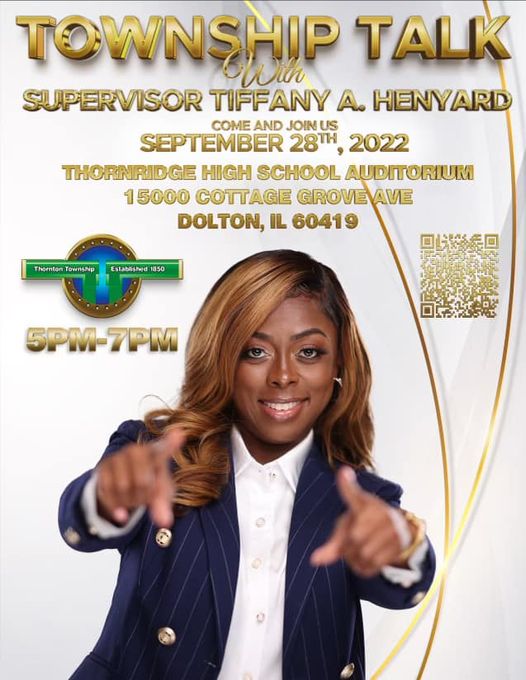 TOWNSHIP TALK
With
SUPERVISOR TIFFANY A. HENYARD
COME AND JOIN US
SEPTEMBER 28TH, 2022
THORNRIDGE HIGH SCHOOL AUDITORIUM
15000 COTTAGE GROVE AVE
DOLTON, IL 60419
Thornton Township Established 1850
5PM-7PM